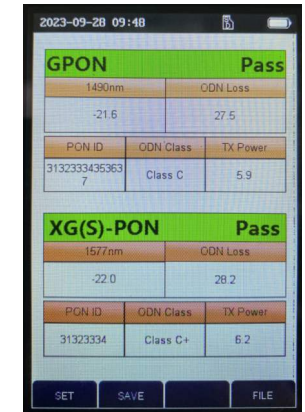 2023-09-28 09:48
GPON Pass
1490nm ODN Loss
-21.6 27.5
PON ID ODN Class TX Power
3132333435363
7 Class C 5.9
XG(S)-PON Pass
1577nm ODN Loss
-22.0 28.2
PON ID ODN Class TX Power
31323334 Class C+ 6.2
SET SAVE FILE